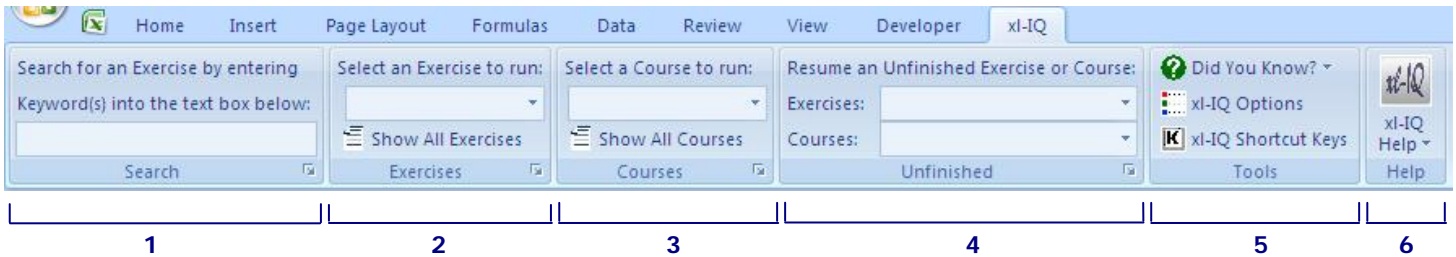 Home Insert Page Layout Formulas Data Review View Developer xl-IQ
Search for an Exercise by entering
Keyword(s) into the text box below:
Search
Select an Exercise to run:
Show All Exercises
Exercises
Select a Course to run:
Show All Courses
Courses
Resume an Unfinished Exercise or Course:
Exercises:
Courses:
Unfinished
Did You Know?
xl-IQ Options
K xl-IQ Shortcut Keys
Tools
xl-IQ
xl-IQ
Help
Help
1 2 3 4 5 6